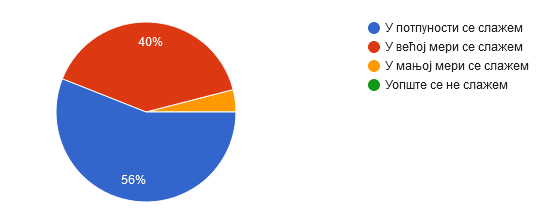 40%
56%
У потпуности се слажем
У већој мери се слажем
У мањој мери се слажем
Уопште се не слажем